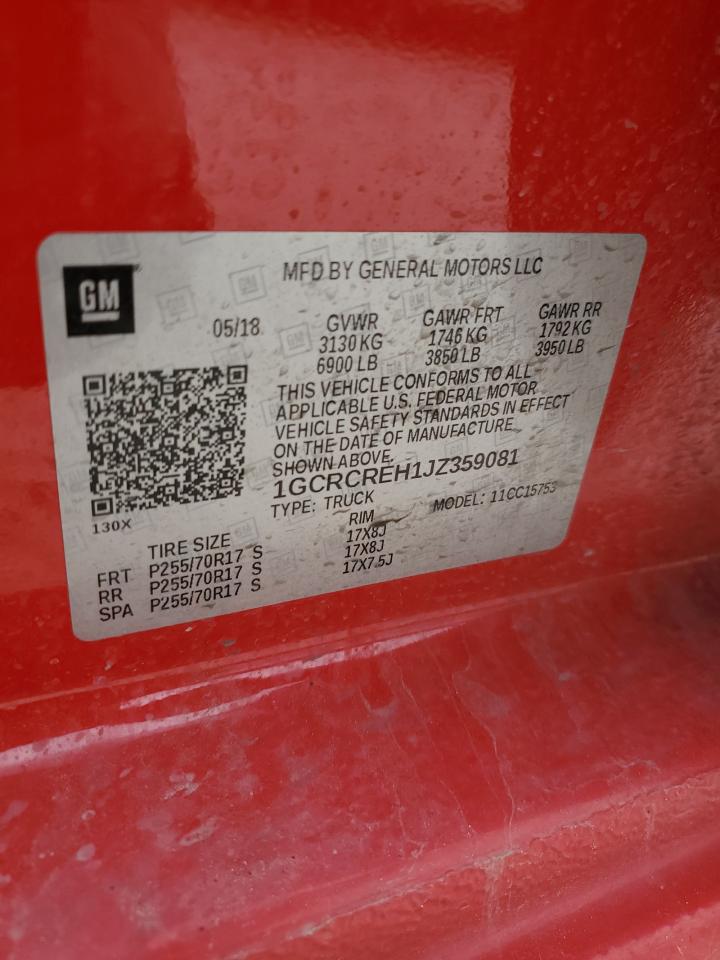 GM
MFD BY GENERAL MOTORS LLC
05/18 GVWR GAWR FRT GAWR RR
3130 KG 1746 KG 1792 KG
6900 LB 3850 LB 3950 LB
THIS VEHICLE CONFORMS TO ALL
APPLICABLE U.S. FEDERAL MOTOR
VEHICLE SAFETY STANDARDS IN EFFECT
ON THE DATE OF MANUFACTURE
SHOWN ABOVE.
1GCRCREH1JZ359081
TYPE: TRUCK MODEL: 11CC15753
130X
TIRE SIZE RIM
FRT P255/70R17 S 17X8J
RR P255/70R17 S 17X8J
SPA P255/70R17 S 17X7.5J